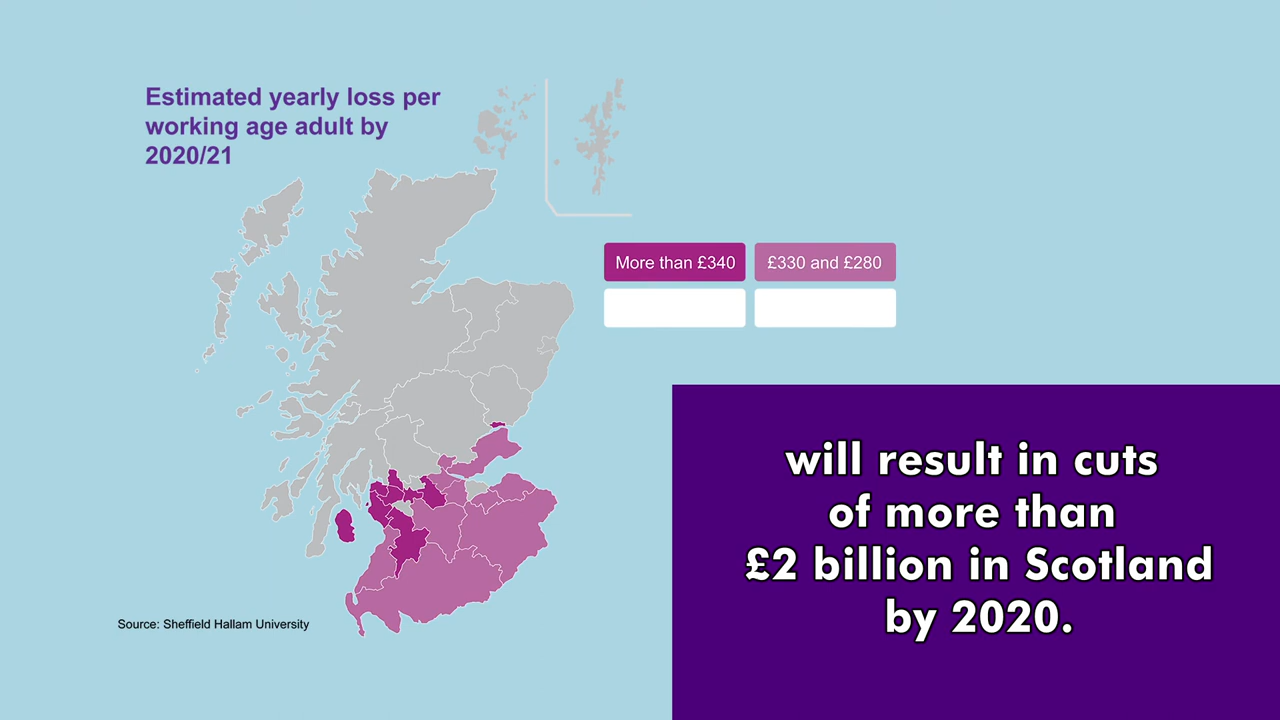 Estimated yearly loss per
working age adult by
2020/21
More than £340
£330 and £280
will result in cuts
of more than
£2 billion in Scotland
by 2020.
Source: Sheffield Hallam University